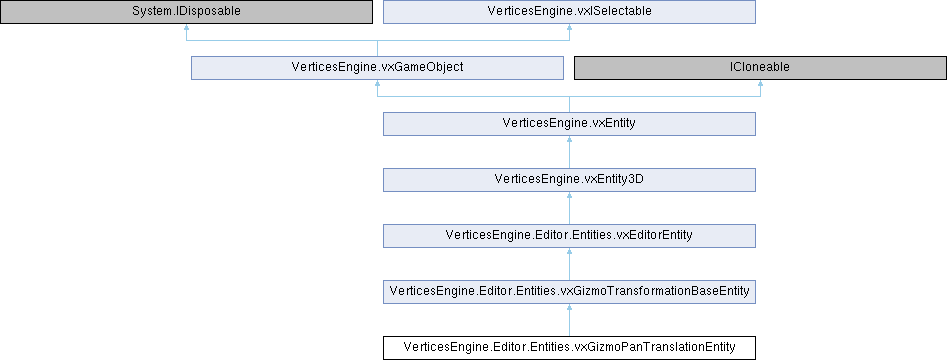 System.IDisposable
VerticesEngine.vxISelectable
VerticesEngine.vxGameObject
ICloneable
VerticesEngine.vxEntity
VerticesEngine.vxEntity3D
VerticesEngine.Editor.Entities.vxEditorEntity
VerticesEngine.Editor.Entities.vxGizmoTransformationBaseEntity
VerticesEngine.Editor.Entities.vxGizmoPanTranslationEntity